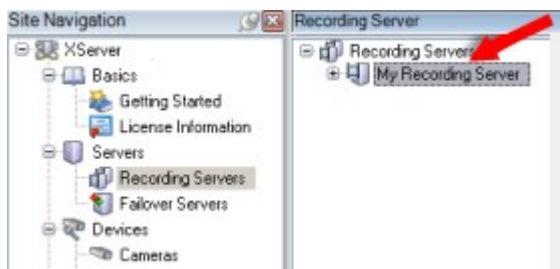 Site Navigation
XServer
Basics
Getting Started
License Information
Servers
Recording Servers
Failover Servers
Devices
Cameras
Recording Server
Recording Servers
My Recording Server